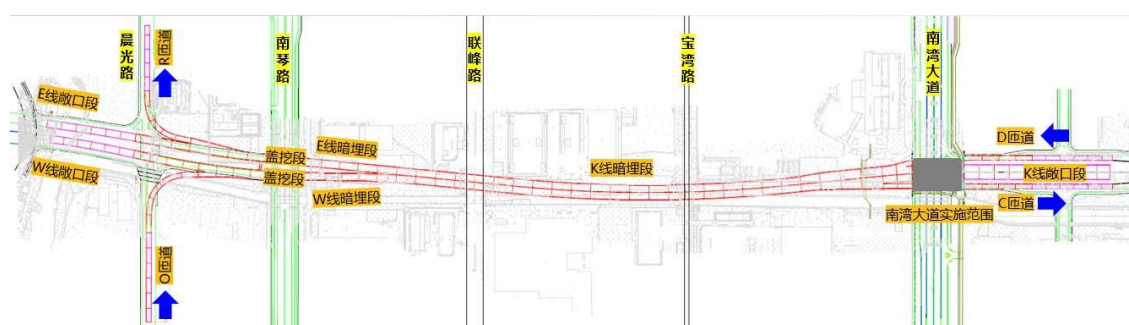 晨光路
R匝道
南琴路
联峰路
宝湾路
南湾大道
E线敞口段
W线敞口段
盖挖段
盖挖段
E线暗埋段
W线暗埋段
K线暗埋段
D匝道
K线敞口段
C匝道
南湾大道实施范围
O匝道